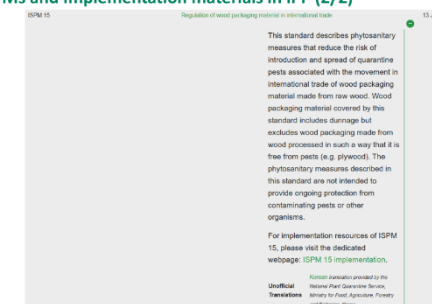 Ms and Implementation materials in IPP (2/2)
ISPM 15 Regulation of wood packaging material in international trade 13 J
This standard describes phytosanitary
measures that reduce the risk of
introduction and spread of quarantine
pests associated with the movement in
international trade of wood packaging
material made from raw wood. Wood
packaging material covered by this
standard includes dunnage but
excludes wood packaging made from
wood processed in such a way that it is
free from pests (e.g. plywood). The
phytosanitary measures described in
this standard are not intended to
provide ongoing protection from
contaminating pests or other
organisms.
For implementation resources of ISPM
15, please visit the dedicated
webpage: ISPM 15 implementation.
Korean translation provided by the
Unofficial National Plant Quarantine Service,
Translations Ministry for Food, Agriculture, Forestry